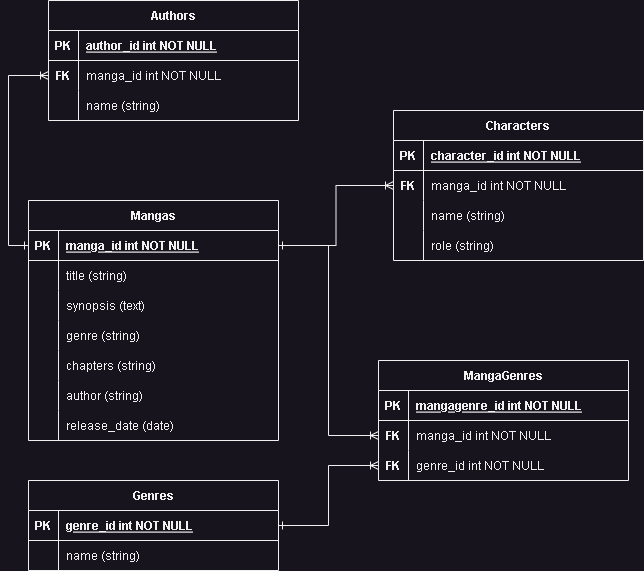 Authors
PK author_id int NOT NULL
FK manga_id int NOT NULL
name (string)
Characters
PK character_id int NOT NULL
FK manga_id int NOT NULL
name (string)
role (string)
Mangas
PK manga_id int NOT NULL
title (string)
synopsis (text)
genre (string)
chapters (string)
author (string)
release_date (date)
MangaGenres
PK mangagenre_id int NOT NULL
FK manga_id int NOT NULL
FK genre_id int NOT NULL
Genres
PK genre_id int NOT NULL
name (string)